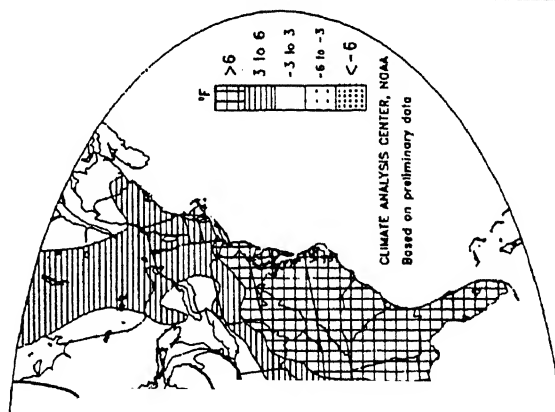 °F
>6
3 to 6
-3 to 3
-6 to -3
<-6
CLIMATE ANALYSIS CENTER, NOAA
Based on preliminary data